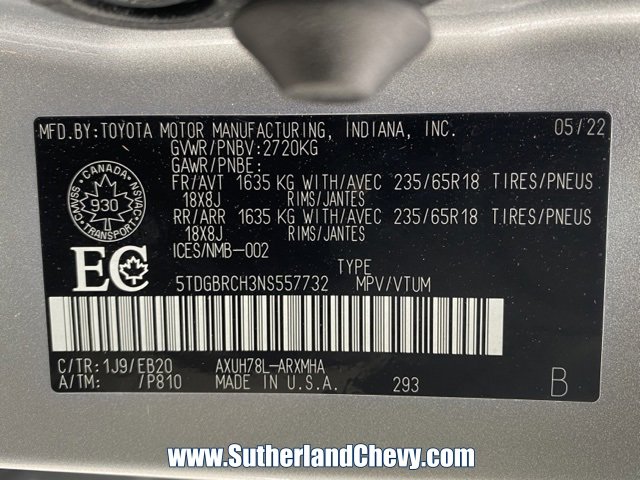 MFD.BY:TOYOTA MOTOR MANUFACTURING, INDIANA, INC. 05/22
GVWR/PNBV:2720KG
GAWR/PNBE:
FR/AVT 1635 KG WITH/AVEC 235/65R18 TIRES/PNEUS
18X8J RIMS/JANTES
RR/ARR 1635 KG WITH/AVEC 235/65R18 TIRES/PNEUS
18X8J RIMS/JANTES
ICES/NMB-002
CANADA
CMVSS 930 NSVAC
TRANSPORT
EC
TYPE
5TDGBRCH3NS557732 MPV/VTUM
C/TR:1J9/EB20 AXUH78L-ARXMHA
A/TM: /P810 MADE IN U.S.A. 293 B
www.SutherlandChevy.com